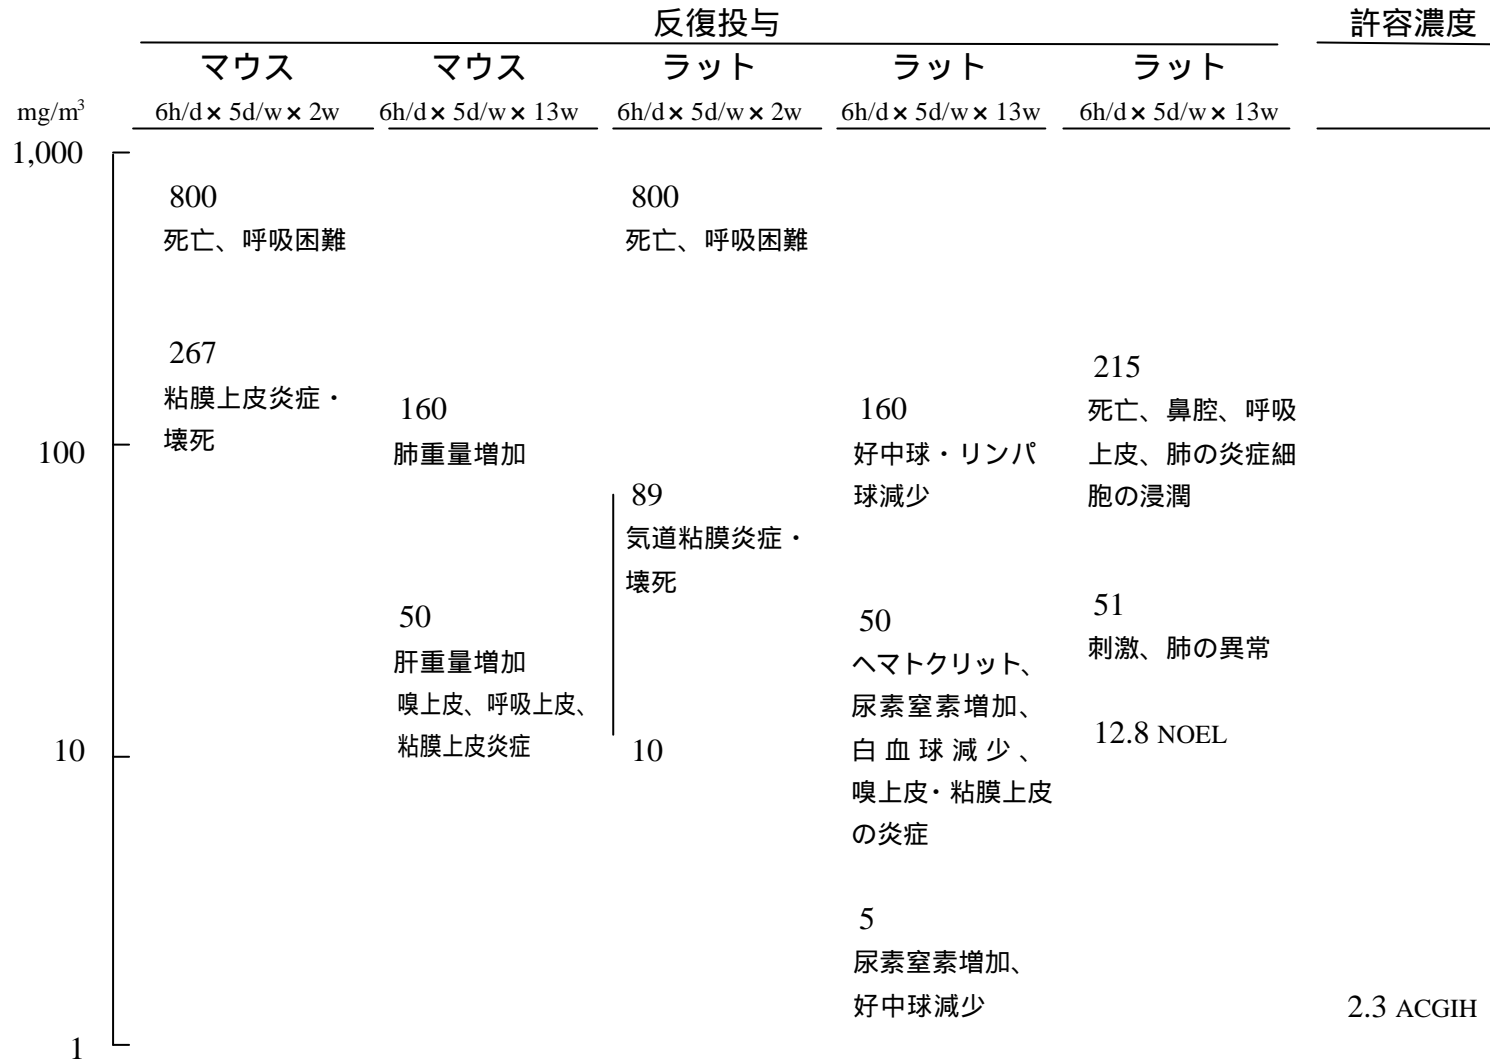 反復投与
許容濃度
マウス
マウス
ラット
ラット
ラット
mg/m³
6h/d×5d/w×2w
6h/d×5d/w×13w
6h/d×5d/w×2w
6h/d×5d/w×13w
6h/d×5d/w×13w
1,000
100
10
1
800
死亡、呼吸困難
267
粘膜上皮炎症・
壊死
160
肺重量増加
50
肝重量増加
嗅上皮、呼吸上皮、
粘膜上皮炎症
800
死亡、呼吸困難
89
気道粘膜炎症・
壊死
10
160
好中球・リンパ
球減少
50
ヘマトクリット、
尿素窒素増加、
白血球減少、
嗅上皮・粘膜上皮
の炎症
5
尿素窒素増加、
好中球減少
215
死亡、鼻腔、呼吸
上皮、肺の炎症細
胞の浸潤
51
刺激、肺の異常
12.8 NOEL
2.3 ACGIH